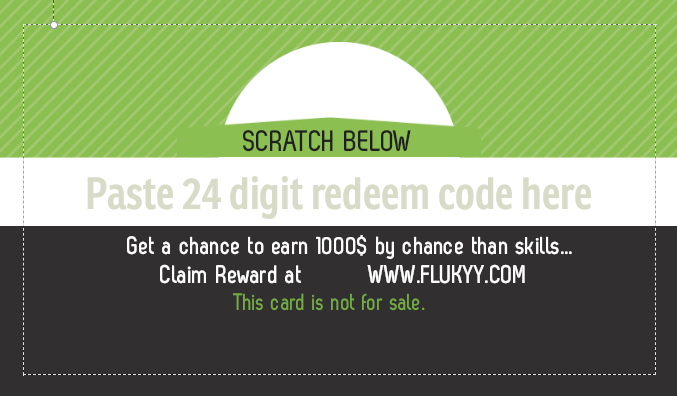 SCRATCH BELOW
Paste 24 digit redeem code here
Get a chance to earn 1000$ by chance than skills...
Claim Reward at WWW.FLUKYY.COM
This card is not for sale.